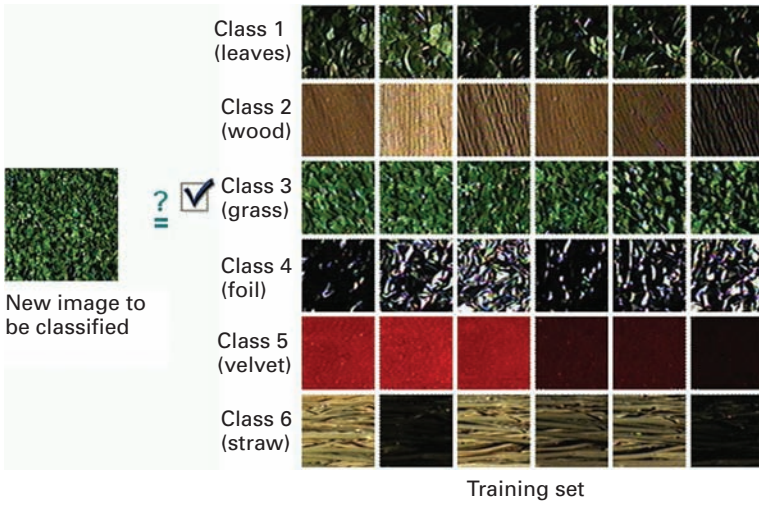 Class 1
(leaves)
Class 2
(wood)
? =
Class 3
(grass)
Class 4
(foil)
New image to
be classified
Class 5
(velvet)
Class 6
(straw)
Training set